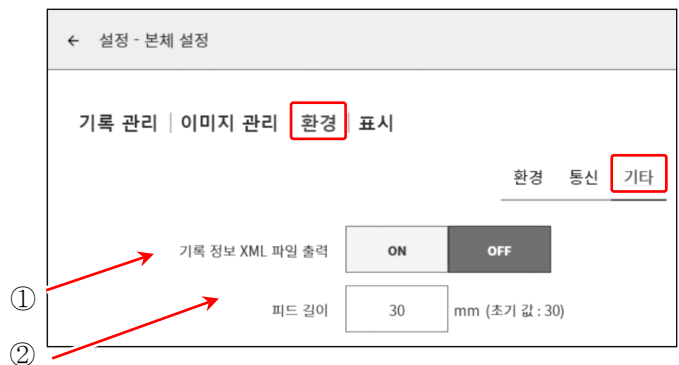 ← 설정 - 본체 설정
기록 관리 | 이미지 관리 환경 | 표시
환경 통신 기타
기록 정보 XML 파일 출력 ON OFF
①
피드 길이 30 mm (초기 값 : 30)
②